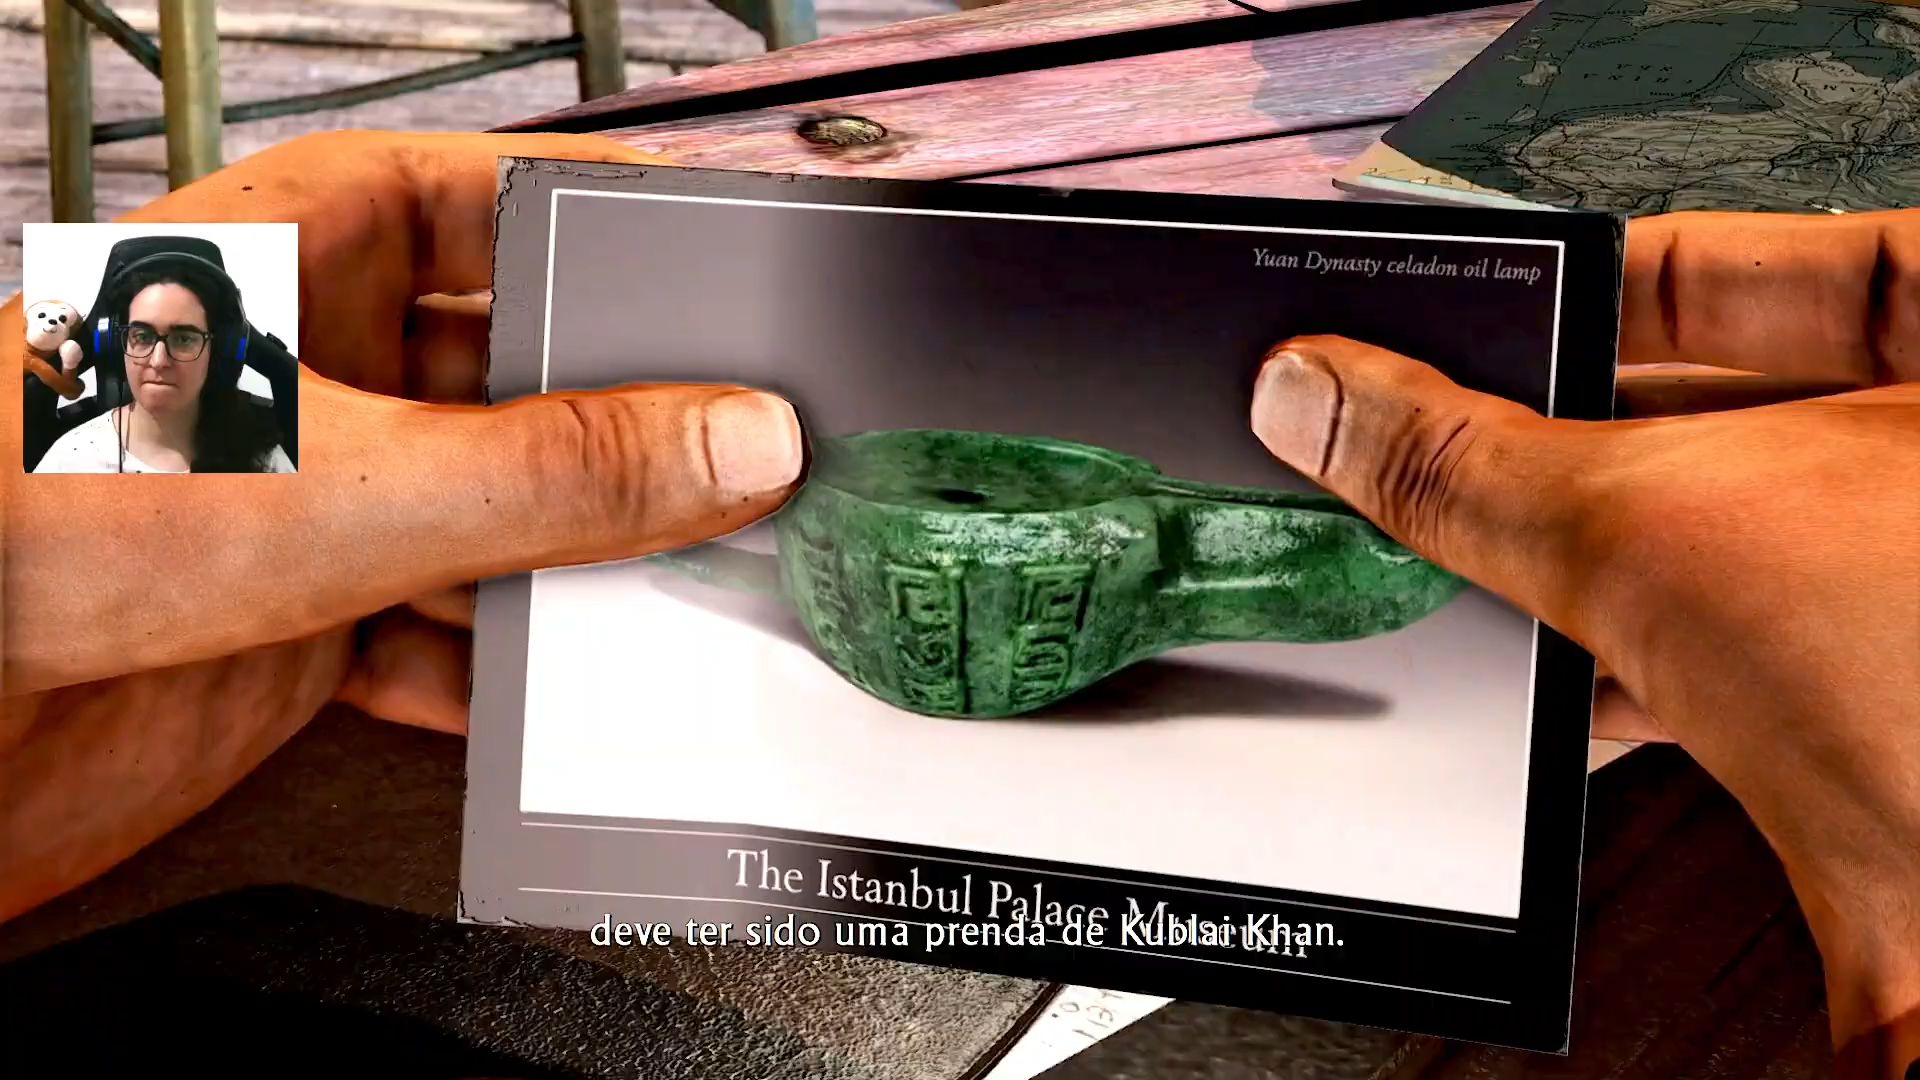 Yuan Dynasty celadon oil lamp
The Istanbul Palace Museum
deve ter sido uma prenda de Kublai Khan.